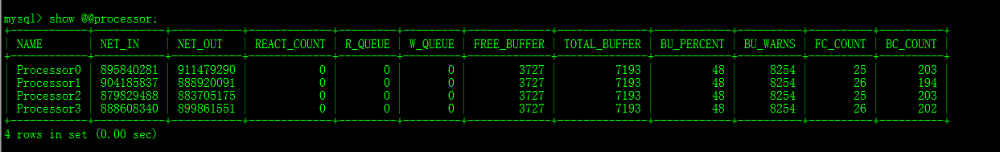 mysql> show @@processor;
+------------+-----------+-----------+-------------+---------+---------+-------------+--------------+------------+----------+----------+----------+
| NAME | NET_IN | NET_OUT | REACT_COUNT | R_QUEUE | W_QUEUE | FREE_BUFFER | TOTAL_BUFFER | BU_PERCENT | BU_WARNS | FC_COUNT | BC_COUNT |
+------------+-----------+-----------+-------------+---------+---------+-------------+--------------+------------+----------+----------+----------+
| Processor0 | 895840281 | 911479290 | 0 | 0 | 0 | 3727 | 7193 | 48 | 8254 | 25 | 203 |
| Processor1 | 904185837 | 888920091 | 0 | 0 | 0 | 3727 | 7193 | 48 | 8254 | 26 | 194 |
| Processor2 | 879829488 | 883705175 | 0 | 0 | 0 | 3727 | 7193 | 48 | 8254 | 25 | 203 |
| Processor3 | 888608340 | 899861551 | 0 | 0 | 0 | 3727 | 7193 | 48 | 8254 | 26 | 202 |
+------------+-----------+-----------+-------------+---------+---------+-------------+--------------+------------+----------+----------+----------+
4 rows in set (0.00 sec)